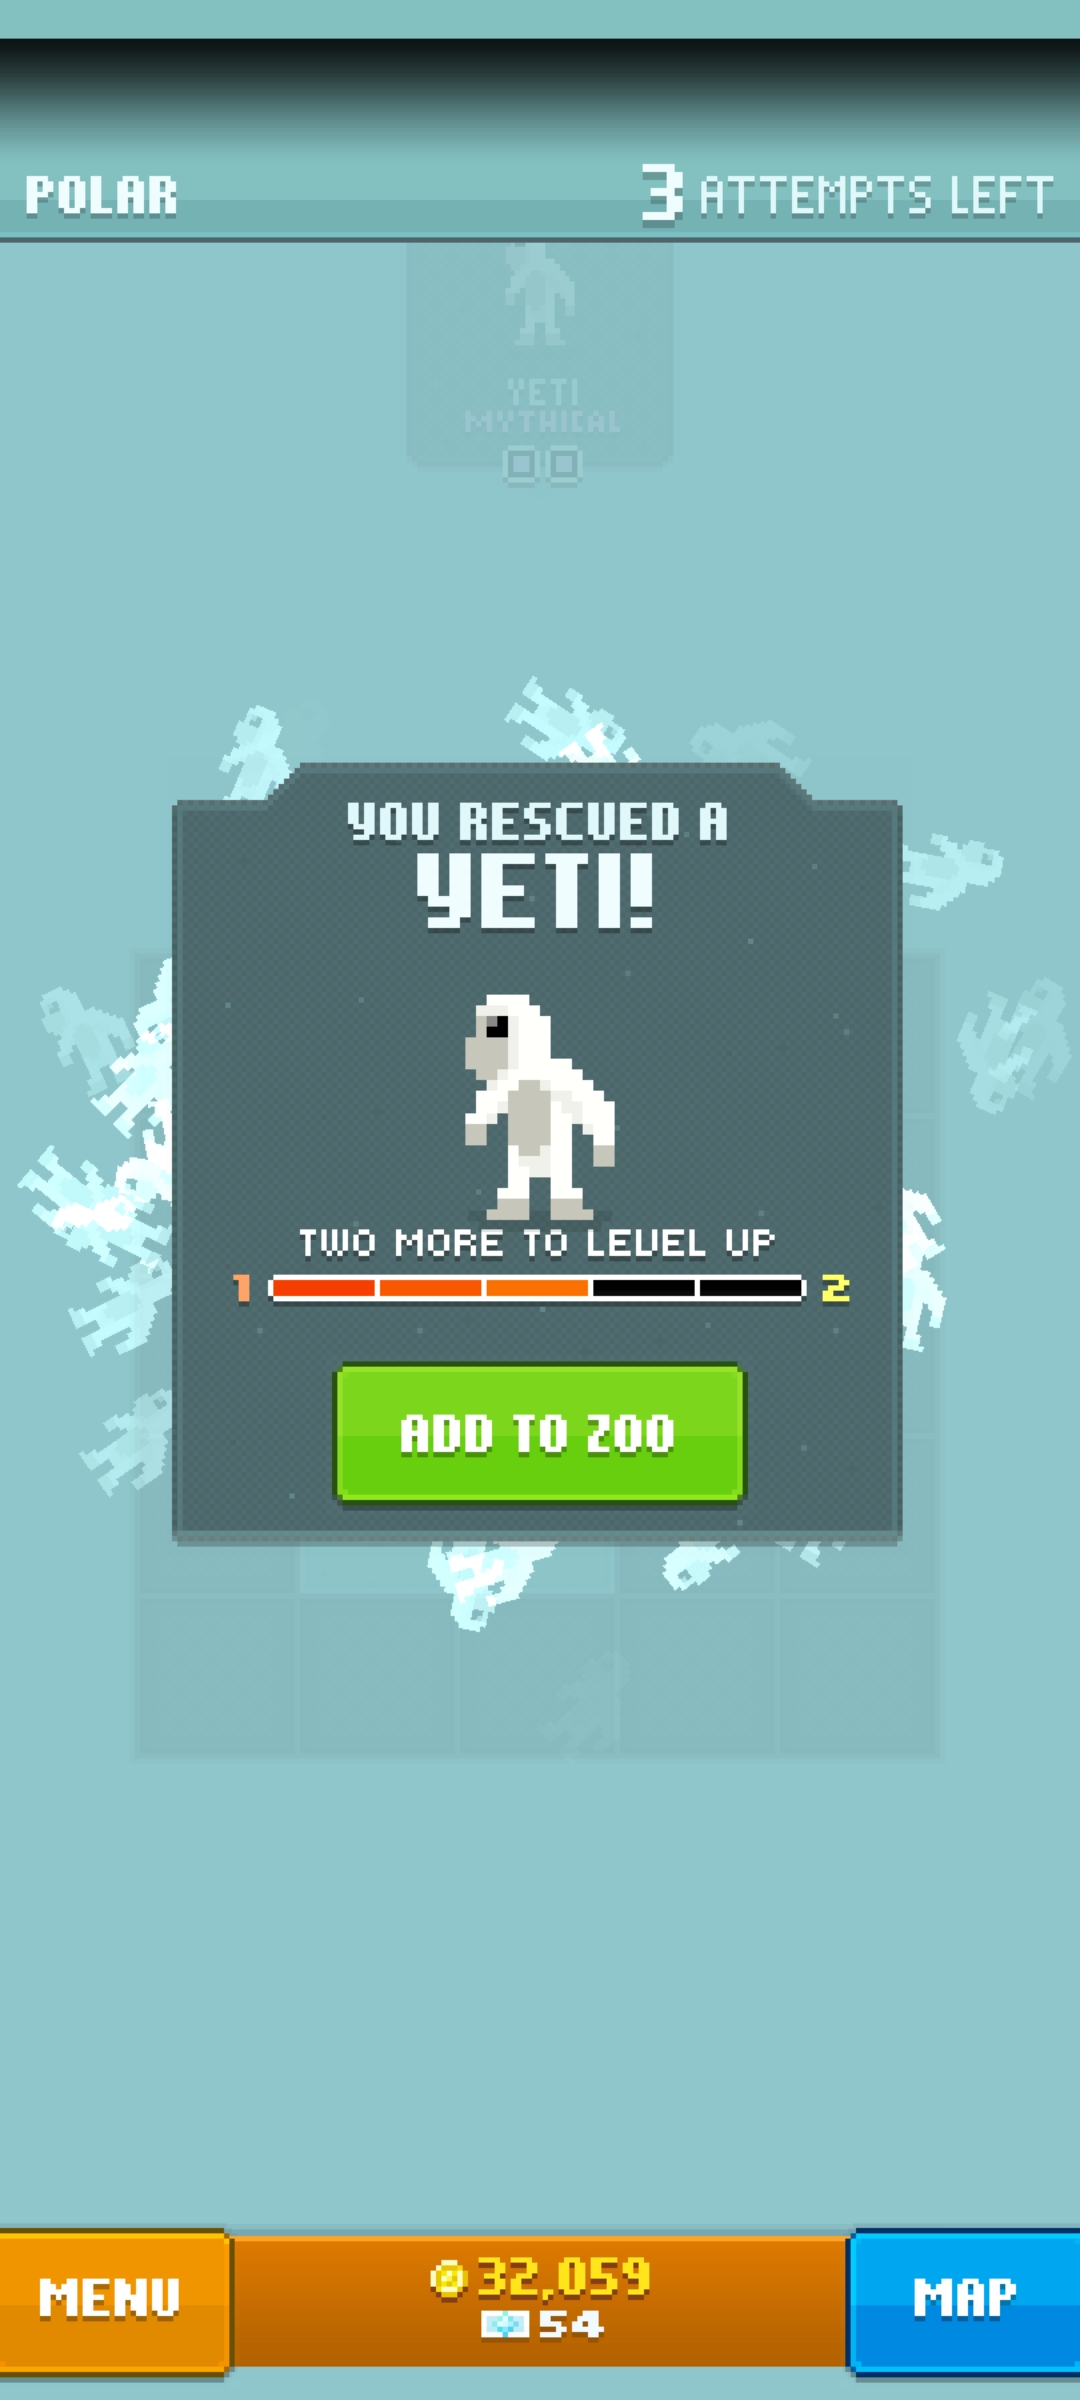 POLAR
3 ATTEMPTS LEFT
YETI
MYTHICAL
YOU RESCUED A
YETI!
TWO MORE TO LEVEL UP
1 2
ADD TO ZOO
MENU
32,059
54
MAP